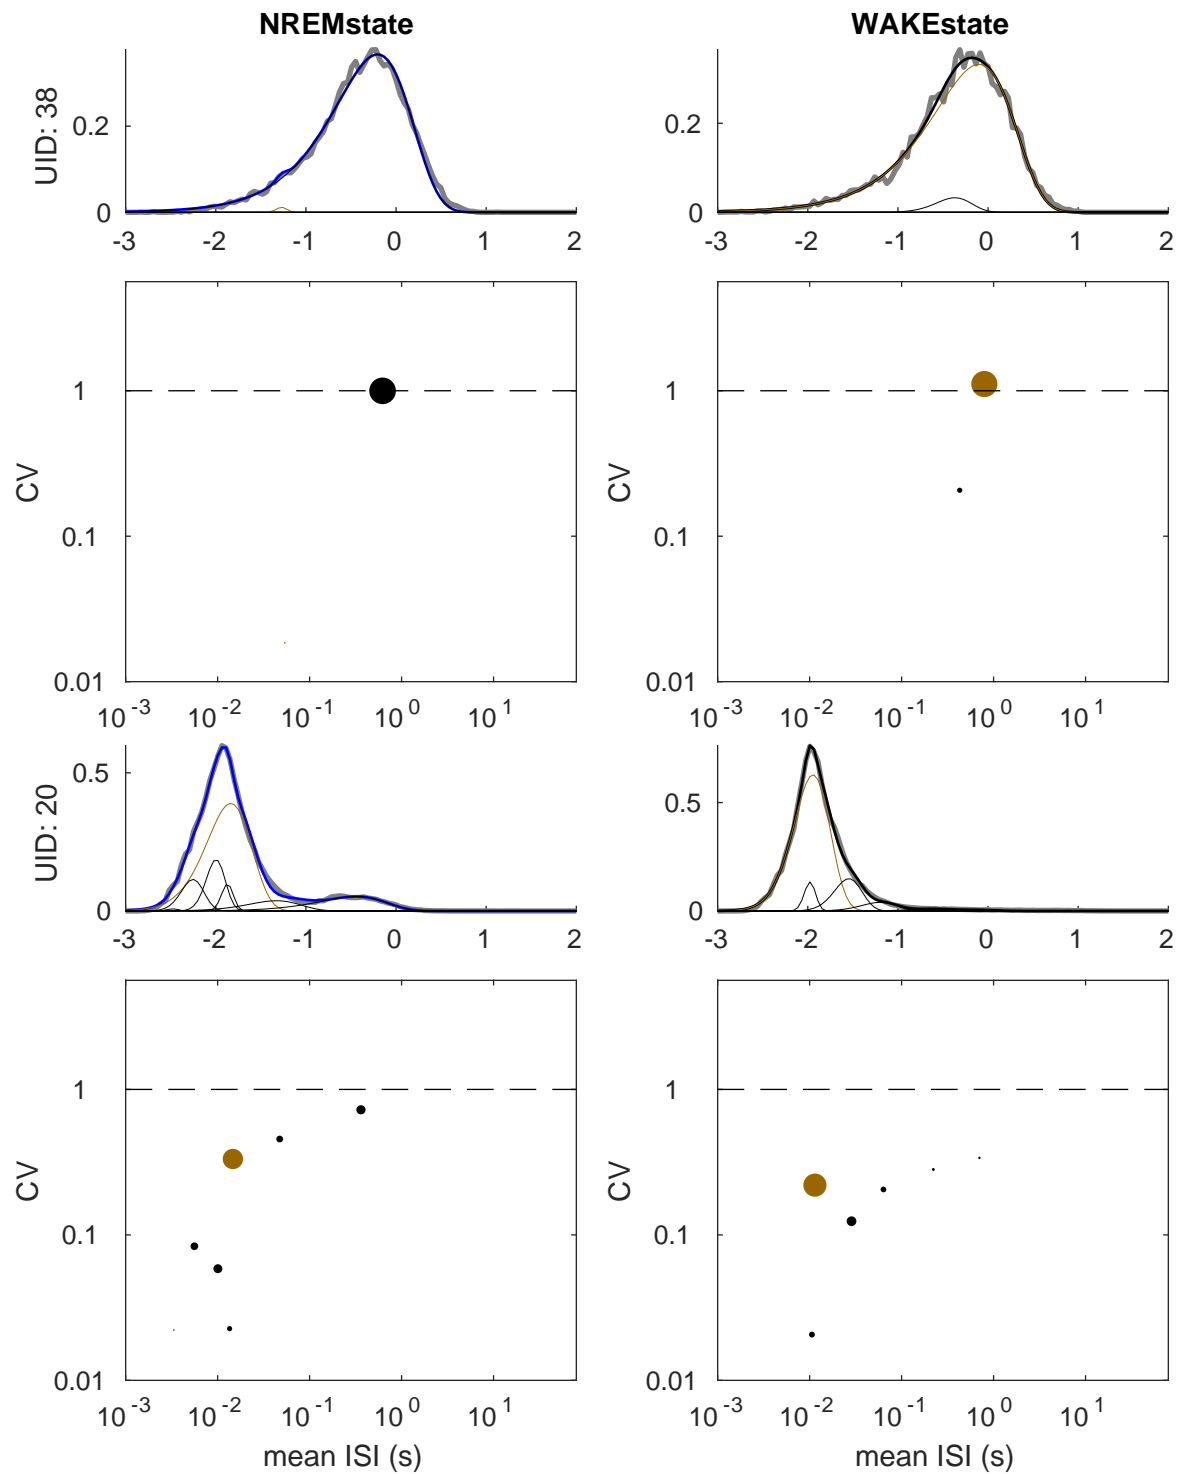 NREMstate WAKEstate
UID: 38
0.2 0.2
0 0
-3 -2 -1 0 1 2 -3 -2 -1 0 1 2
CV CV
1 1
0.1 0.1
0.01 0.01
10^-3 10^-2 10^-1 10^0 10^1 10^-3 10^-2 10^-1 10^0 10^1
UID: 20
0.5 0.5
0 0
-3 -2 -1 0 1 2 -3 -2 -1 0 1 2
CV CV
1 1
0.1 0.1
0.01 0.01
10^-3 10^-2 10^-1 10^0 10^1 10^-3 10^-2 10^-1 10^0 10^1
mean ISI (s) mean ISI (s)